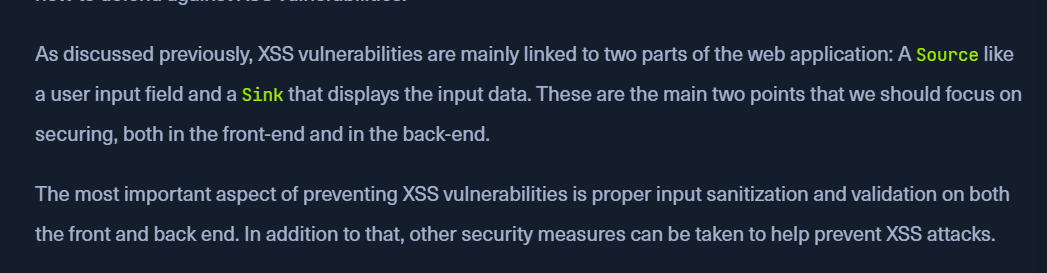 As discussed previously, XSS vulnerabilities are mainly linked to two parts of the web application: A Source like
a user input field and a Sink that displays the input data. These are the main two points that we should focus on
securing, both in the front-end and in the back-end.
The most important aspect of preventing XSS vulnerabilities is proper input sanitization and validation on both
the front and back end. In addition to that, other security measures can be taken to help prevent XSS attacks.